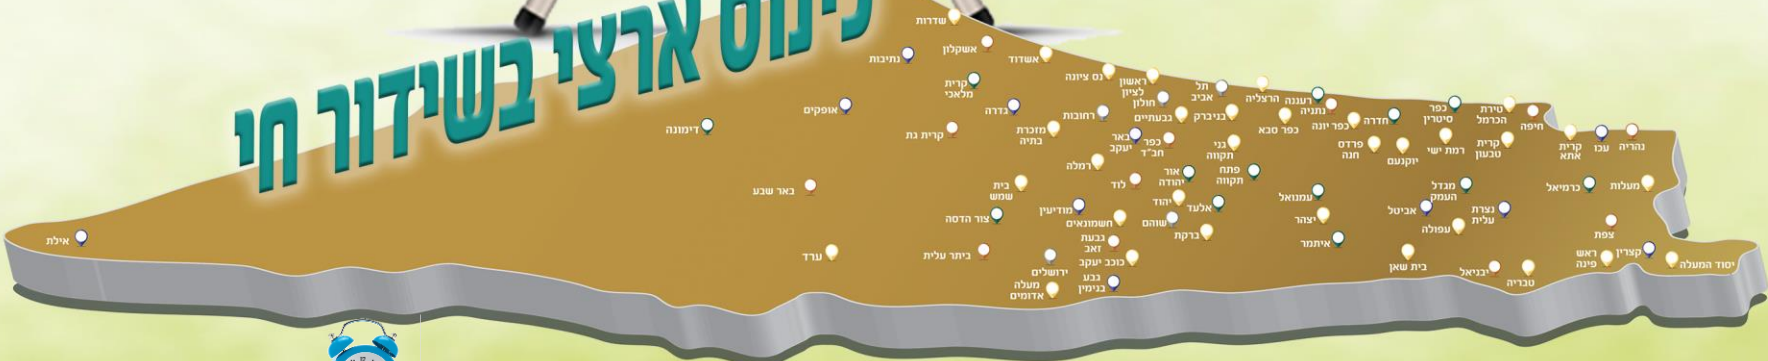 כינוס ארצי בשידור חי
שדרות
אשקלון
נתיבות
אשדוד
נס ציונה
ראשון
לציון
קרית
מלאכי
תל
אביב
הרצליה
חולון
רעננה
נתניה
כפר
סיטרין
טירת
הכרמל
חיפה
אופקים
גדרה
רחובות
גבעתיים
בני ברק
כפר סבא
כפר יונה
חדרה
דימונה
קרית גת
מזכרת
בתיה
באר
יעקב
כפר
חב"ד
גני
תקווה
פרדס
חנה
יוקנעם
רמת ישי
קרית
טבעון
קרית
אתא
עכו
נהריה
רמלה
אור
יהודה
פתח
תקווה
באר שבע
בית
שמש
לוד
עמנואל
מגדל
העמק
כרמיאל
מעלות
צור הדסה
מודיעין
חשמונאים
יהוד
שוהם
אלעד
יצהר
אביטל
נצרת
עלית
אילת
ערד
ביתר עלית
ירושלים
גבעת
זאב
כוכב יעקב
ברקת
איתמר
עפולה
צפת
מעלה
אדומים
גבע
בנימין
בית שאן
יבניאל
טבריה
ראש
פינה
קצרין
יסוד המעלה